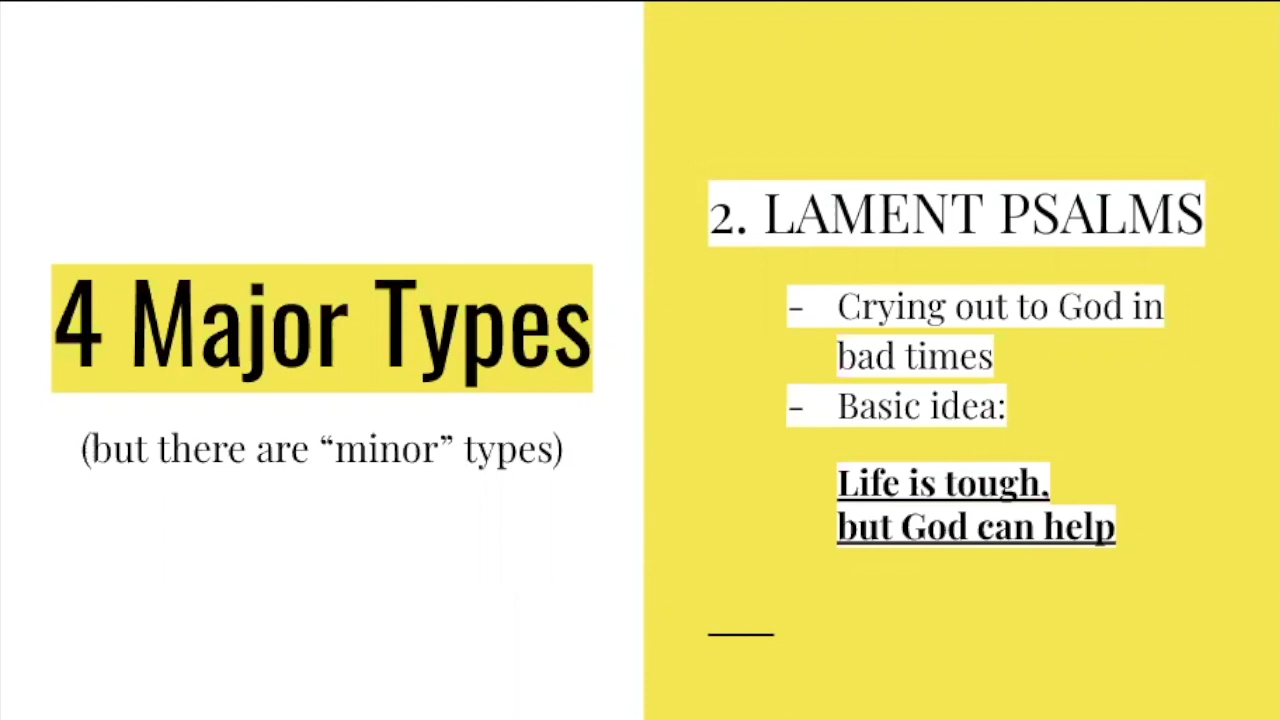 4 Major Types
(but there are “minor” types)
2. LAMENT PSALMS
- Crying out to God in
bad times
- Basic idea:
Life is tough,
but God can help